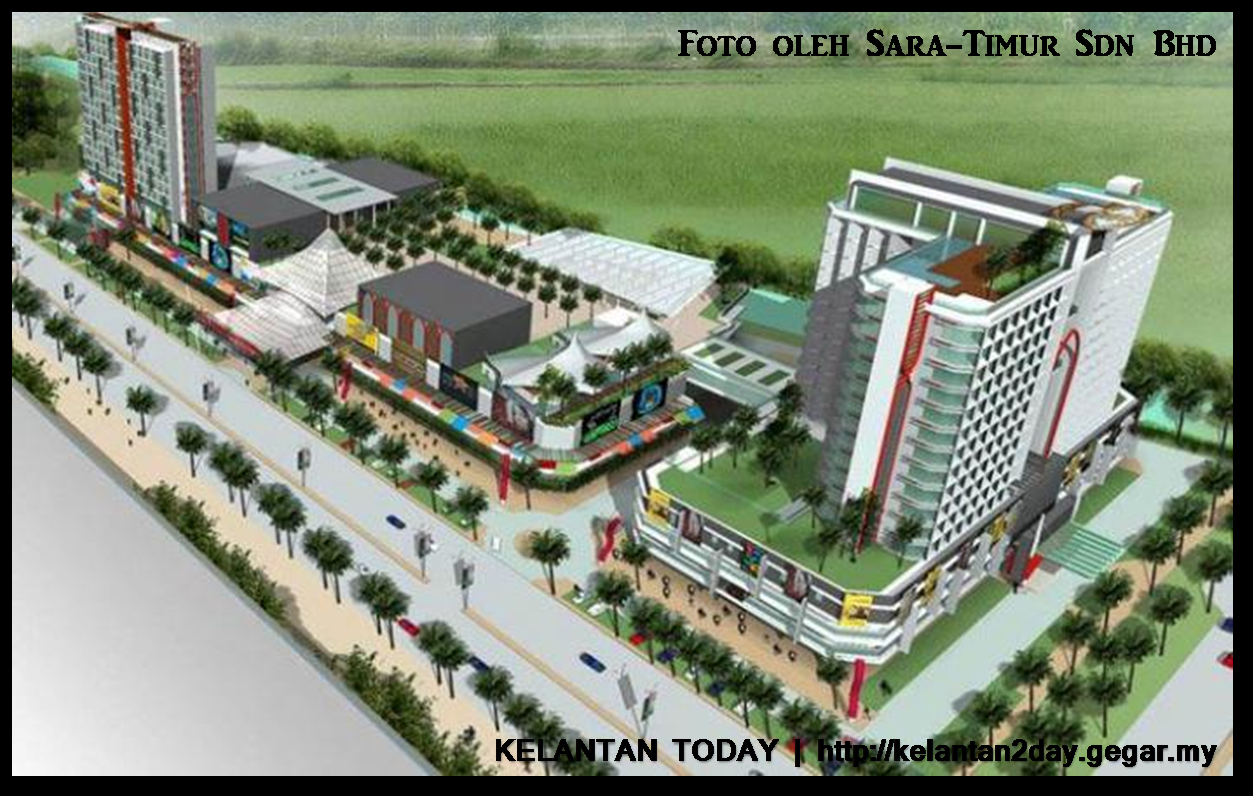 Foto oleh Sara-Timur Sdn Bhd
KELANTAN TODAY | http://kelantan2day.gegar.my